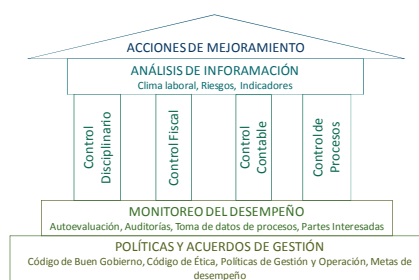 ACCIONES DE MEJORAMIENTO
ANÁLISIS DE INFORAMACIÓN
Clima laboral, Riesgos, Indicadores
Control
Disciplinario
Control Fiscal
Control
Contable
Control de
Procesos
MONITOREO DEL DESEMPEÑO
Autoevaluación, Auditorías, Toma de datos de procesos, Partes Interesadas
POLÍTICAS Y ACUERDOS DE GESTIÓN
Código de Buen Gobierno, Código de Ética, Políticas de Gestión y Operación, Metas de
desempeño